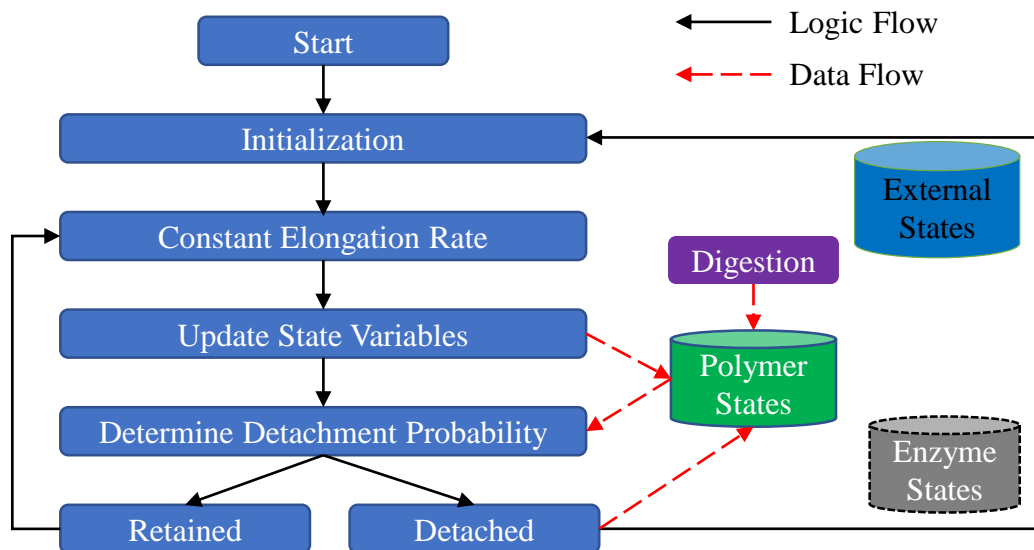 Start
Logic Flow
Data Flow
Initialization
External
States
Constant Elongation Rate
Digestion
Update State Variables
Polymer
States
Determine Detachment Probability
Enzyme
States
Retained
Detached